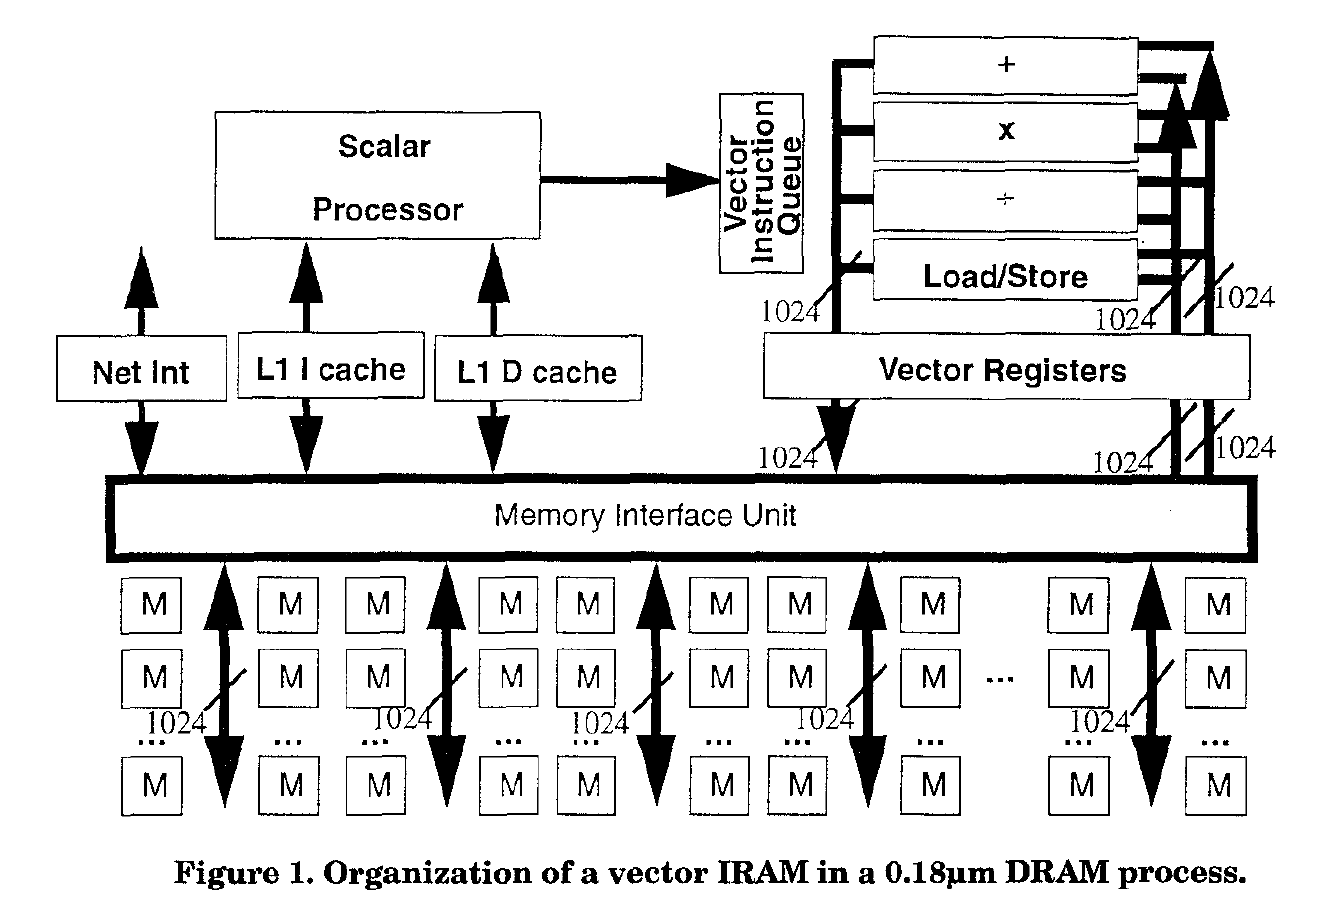 +
x
÷
Load/Store
Scalar
Processor
Vector
Instruction
Queue
1024
1024
1024
Net Int
L1 I cache
L1 D cache
Vector Registers
1024
1024
1024
Memory Interface Unit
M M M M M M M M M M
M M M M M M M M ... M M
1024 1024 1024 1024 1024
... ... ... ... ... ... ... ... ... ...
M M M M M M M M M M
Figure 1. Organization of a vector IRAM in a 0.18µm DRAM process.